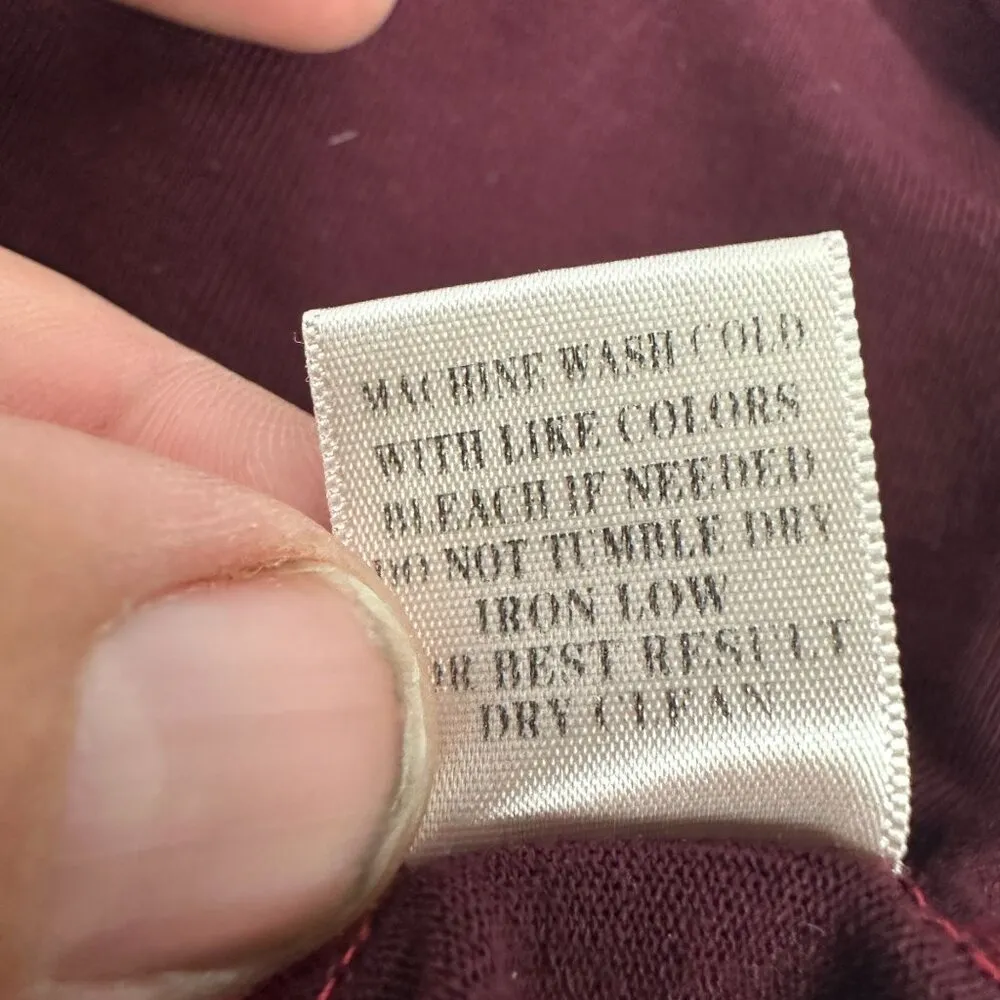 MACHINE WASH COLD
WITH LIKE COLORS
BLEACH IF NEEDED
DO NOT TUMBLE DRY
IRON LOW
OR BEST RESULT
DRY CLEAN